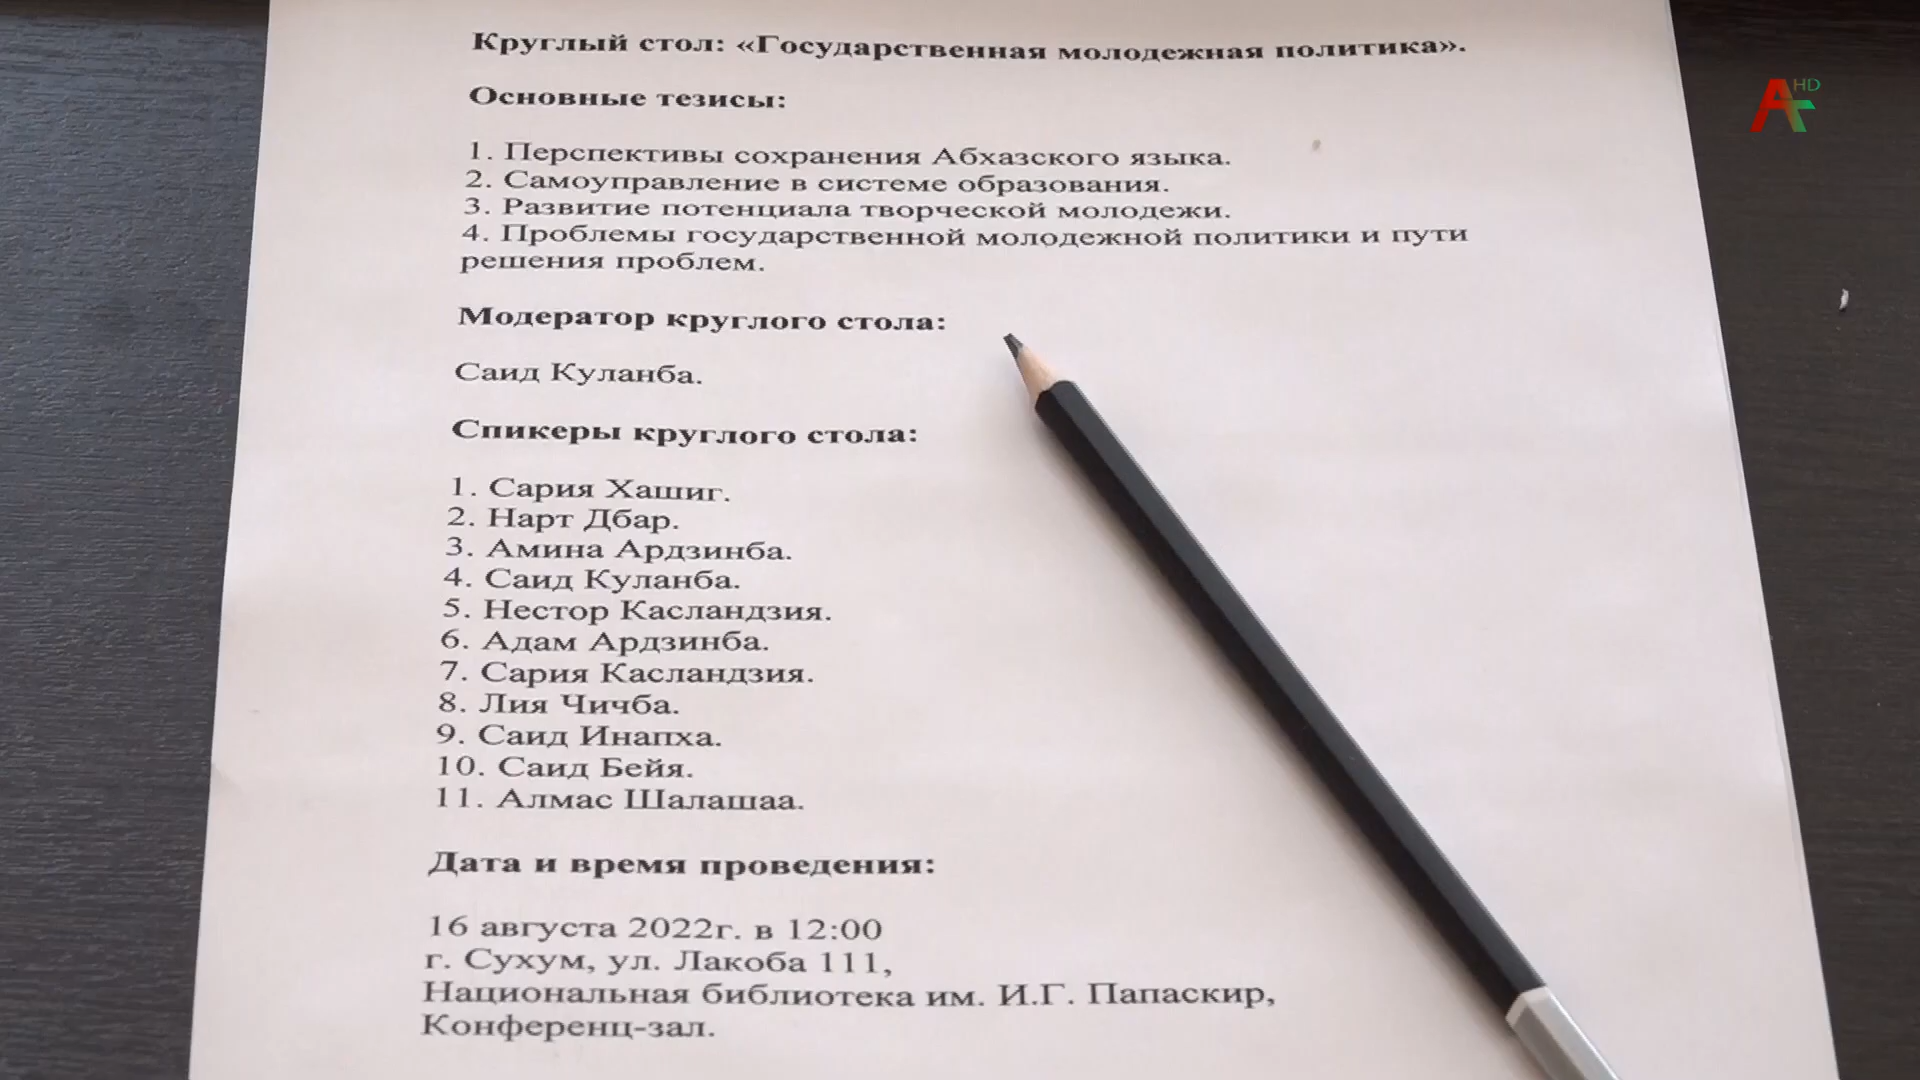 Круглый стол: «Государственная молодежная политика».
Основные тезисы:
1. Перспективы сохранения Абхазского языка.
2. Самоуправление в системе образования.
3. Развитие потенциала творческой молодежи.
4. Проблемы государственной молодежной политики и пути
решения проблем.
Модератор круглого стола:
Саид Куланба.
Спикеры круглого стола:
1. Сария Хашиг.
2. Нарт Дбар.
3. Амина Ардзинба.
4. Саид Куланба.
5. Нестор Касландзия.
6. Адам Ардзинба.
7. Сария Касландзия.
8. Лия Чичба.
9. Саид Инапха.
10. Саид Бейя.
11. Алмас Шалашаа.
Дата и время проведения:
16 августа 2022г. в 12:00
г. Сухум, ул. Лакоба 111,
Национальная библиотека им. И.Г. Папаскир,
Конференц-зал.
АТ HD